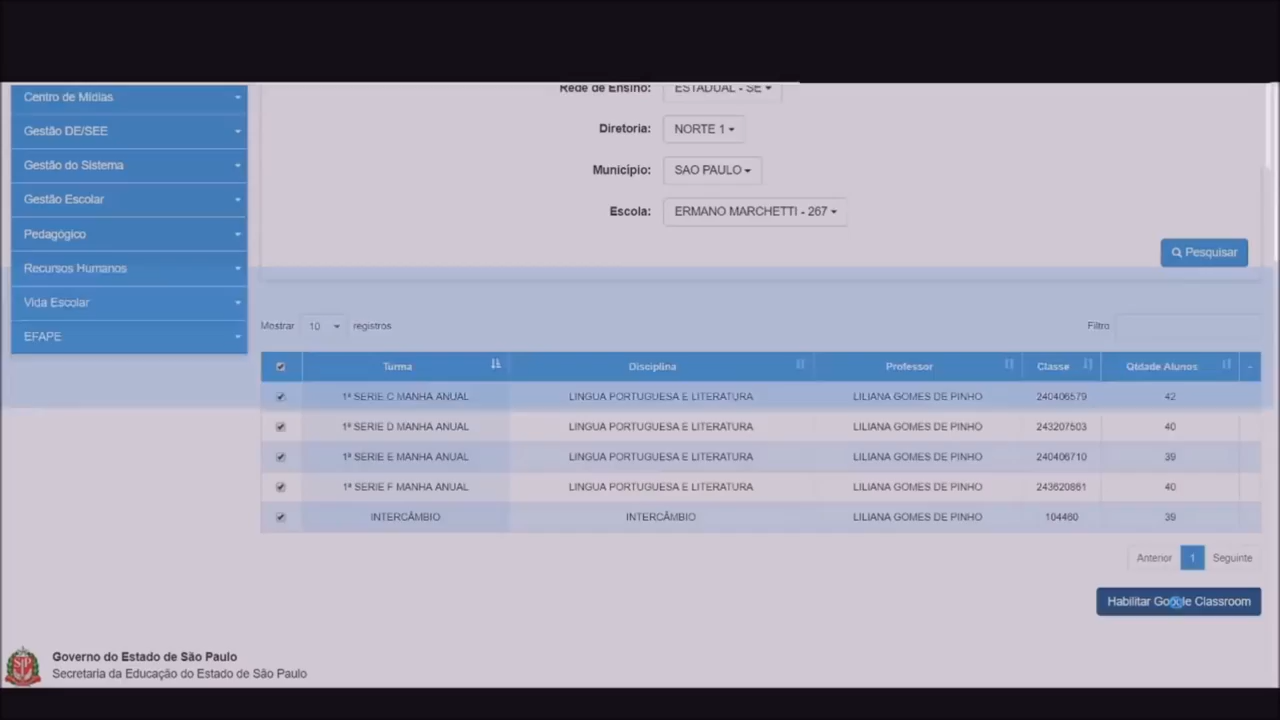 Centro de Mídias
Gestão DE/SEE
Gestão do Sistema
Gestão Escolar
Pedagógico
Recursos Humanos
Vida Escolar
EFAPE
Rede de Ensino: ESTADUAL - SE
Diretoria: NORTE 1
Município: SAO PAULO
Escola: ERMANO MARCHETTI - 267
Pesquisar
Mostrar 10 registros Filtro
Turma Disciplina Professor Classe Qtdade Alunos
1ª SERIE C MANHA ANUAL LINGUA PORTUGUESA E LITERATURA LILIANA GOMES DE PINHO 240406579 42
1ª SERIE D MANHA ANUAL LINGUA PORTUGUESA E LITERATURA LILIANA GOMES DE PINHO 243207503 40
1ª SERIE E MANHA ANUAL LINGUA PORTUGUESA E LITERATURA LILIANA GOMES DE PINHO 240406710 39
1ª SERIE F MANHA ANUAL LINGUA PORTUGUESA E LITERATURA LILIANA GOMES DE PINHO 243620861 40
INTERCÂMBIO INTERCÂMBIO LILIANA GOMES DE PINHO 104460 39
Anterior 1 Seguinte
Habilitar Google Classroom
Governo do Estado de São Paulo
Secretaria da Educação do Estado de São Paulo